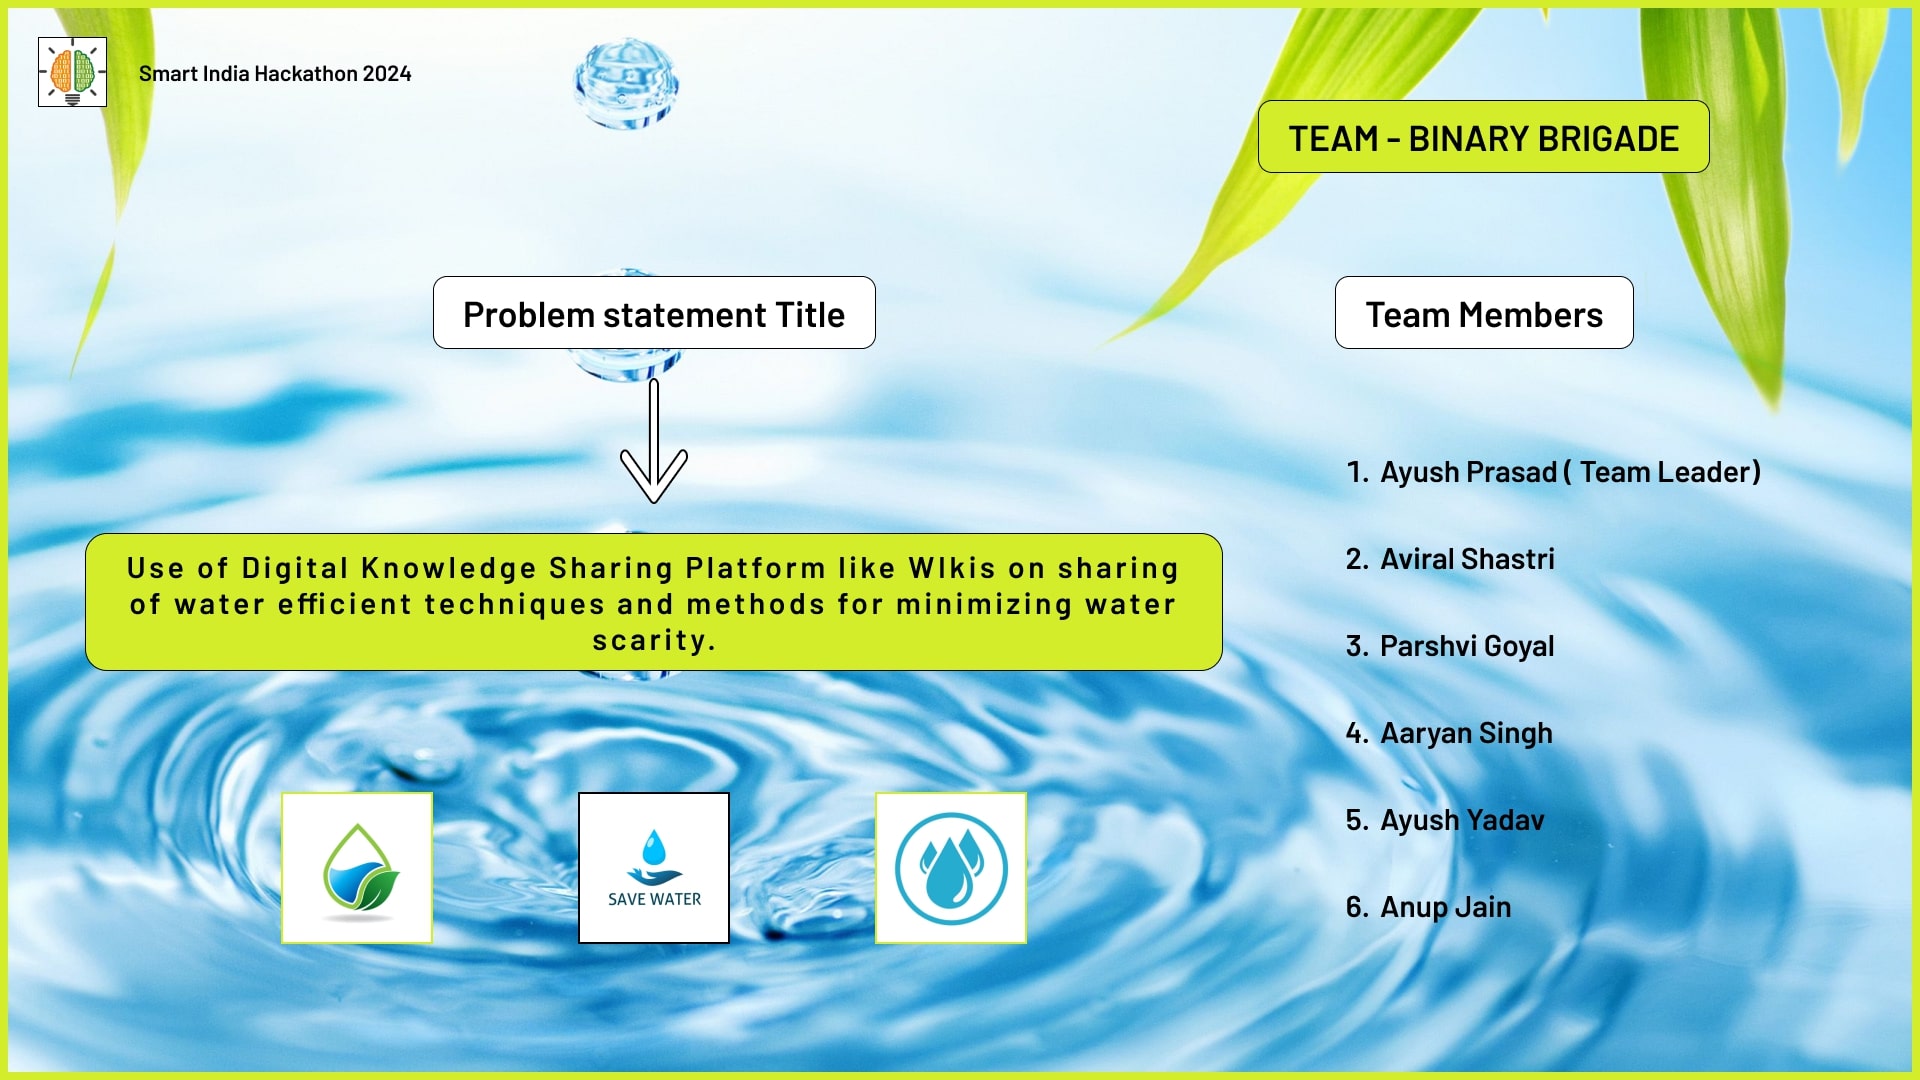 Smart India Hackathon 2024
TEAM - BINARY BRIGADE
Problem statement Title
Use of Digital Knowledge Sharing Platform like WIkis on sharing
of water efficient techniques and methods for minimizing water
scarity.
SAVE WATER
Team Members
1. Ayush Prasad ( Team Leader)
2. Aviral Shastri
3. Parshvi Goyal
4. Aaryan Singh
5. Ayush Yadav
6. Anup Jain